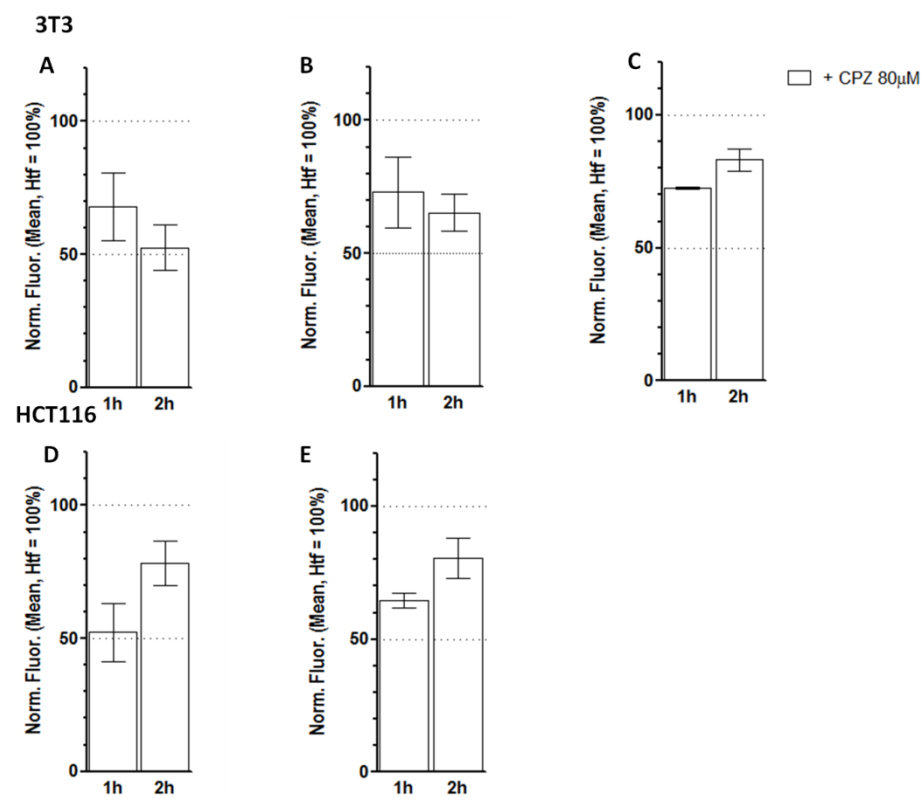 3T3
A
Norm. Fluor. (Mean, Htf = 100%)
100
50
0
1h 2h
B
Norm. Fluor. (Mean, Htf = 100%)
100
50
0
1h 2h
C
Norm. Fluor. (Mean, Htf = 100%)
100
50
0
1h 2h
+ CPZ 80µM
HCT116
D
Norm. Fluor. (Mean, Htf = 100%)
100
50
0
1h 2h
E
Norm. Fluor. (Mean, Htf = 100%)
100
50
0
1h 2h